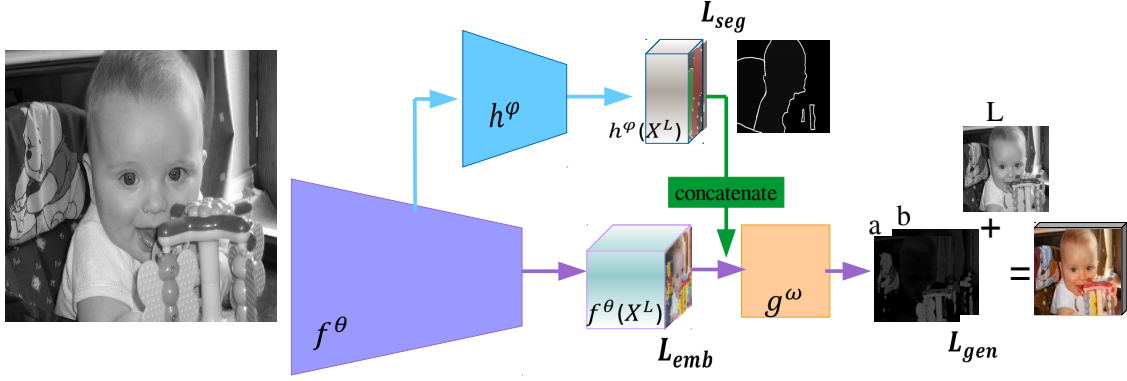 L_seg
h^φ
h^φ(X^L)
L
concatenate
a b
+
=
f^θ
f^θ(X^L)
g^ω
L_emb
L_gen